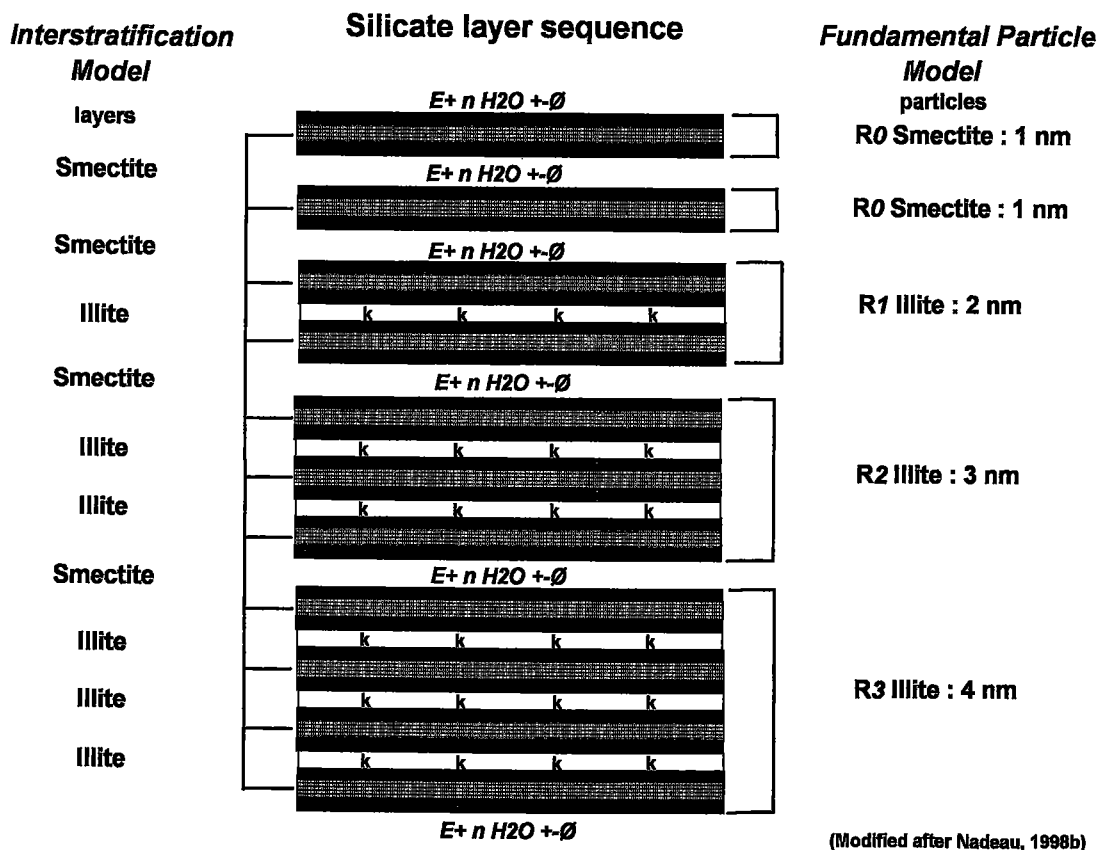 Silicate layer sequence
Interstratification
Model
layers
Smectite
Smectite
Illite
Smectite
Illite
Illite
Smectite
Illite
Illite
Illite
E+ n H2O +-Ø
E+ n H2O +-Ø
E+ n H2O +-Ø
k k k k
E+ n H2O +-Ø
k k k k
k k k k
E+ n H2O +-Ø
k k k k
k k k k
k k k k
E+ n H2O +-Ø
Fundamental Particle
Model
particles
R0 Smectite : 1 nm
R0 Smectite : 1 nm
R1 Illite : 2 nm
R2 Illite : 3 nm
R3 Illite : 4 nm
(Modified after Nadeau, 1998b)